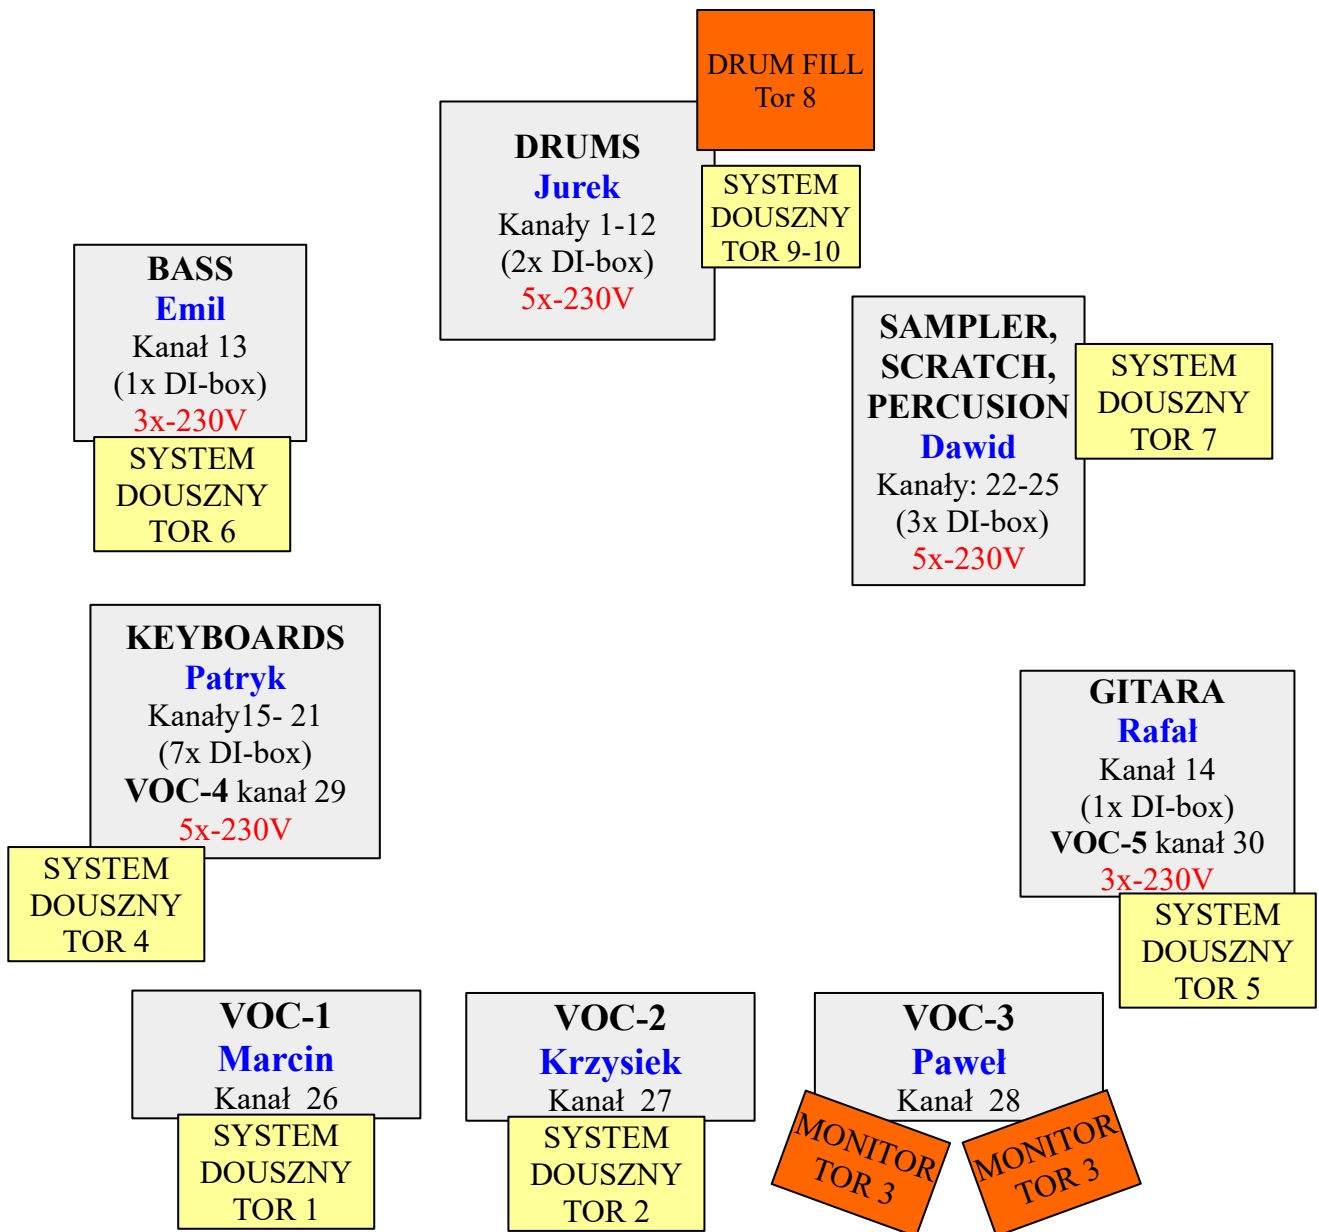 DRUM FILL
Tor 8
DRUMS
Jurek
Kanały 1-12
(2x DI-box)
5x-230V
SYSTEM
DOUSZNY
TOR 9-10
BASS
Emil
Kanał 13
(1x DI-box)
3x-230V
SYSTEM
DOUSZNY
TOR 6
SAMPLER,
SCRATCH,
PERCUSION
Dawid
Kanały: 22-25
(3x DI-box)
5x-230V
SYSTEM
DOUSZNY
TOR 7
KEYBOARDS
Patryk
Kanały15- 21
(7x DI-box)
VOC-4 kanał 29
5x-230V
SYSTEM
DOUSZNY
TOR 4
GITARA
Rafał
Kanał 14
(1x DI-box)
VOC-5 kanał 30
3x-230V
SYSTEM
DOUSZNY
TOR 5
VOC-1
Marcin
Kanał  26
SYSTEM
DOUSZNY
TOR 1
VOC-2
Krzysiek
Kanał  27
SYSTEM
DOUSZNY
TOR 2
VOC-3
Paweł
Kanał  28
MONITOR
TOR 3
MONITOR
TOR 3